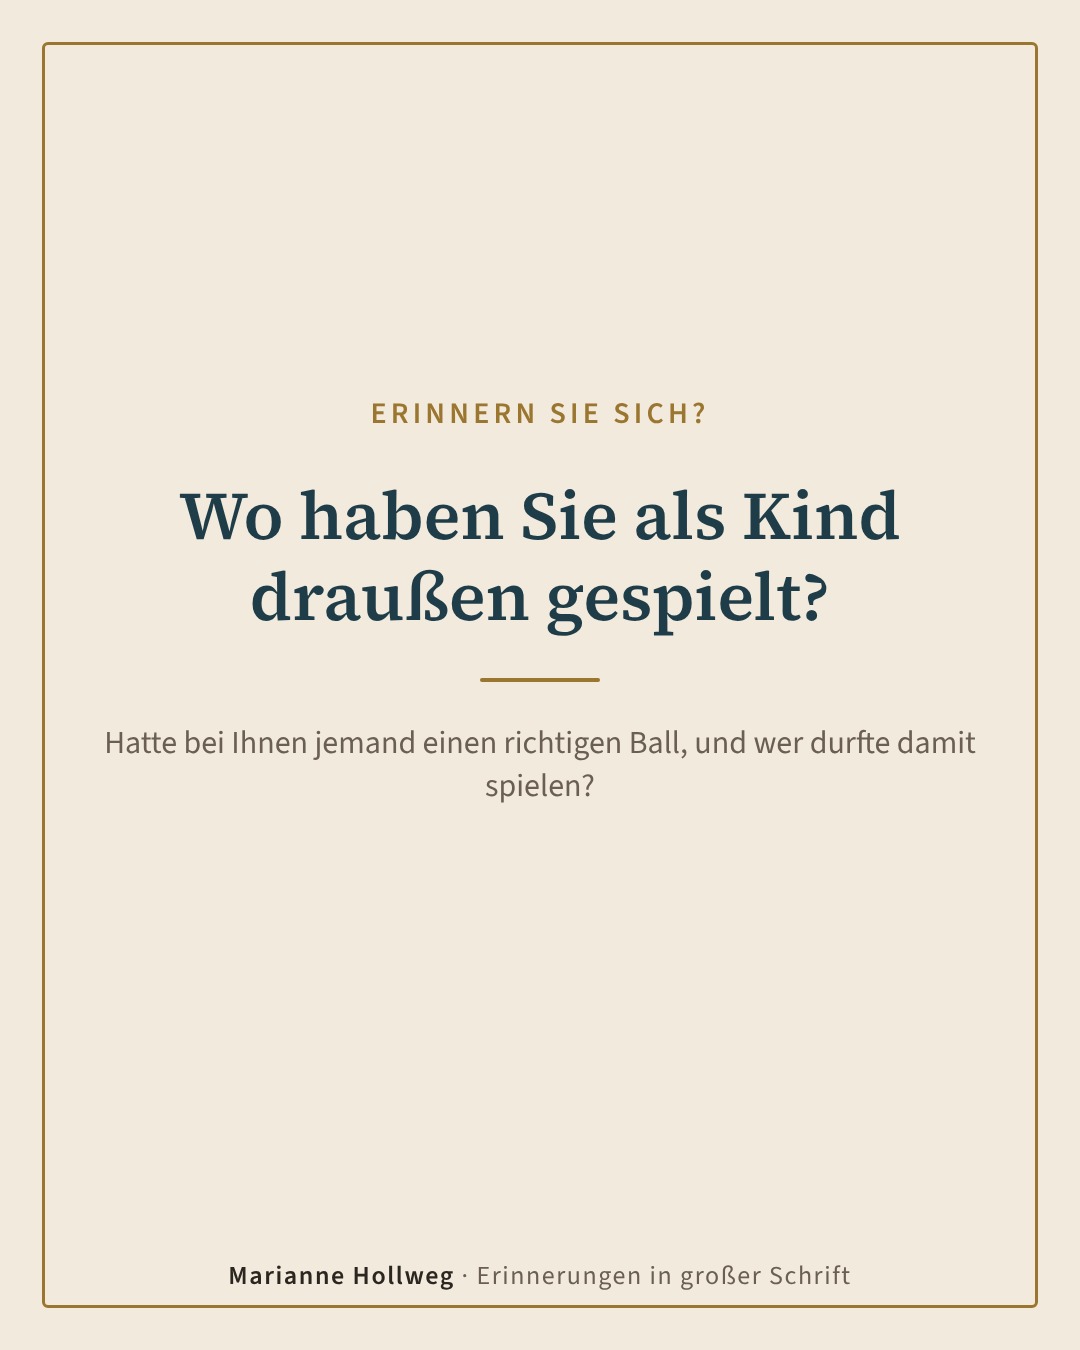 ERINNERN SIE SICH?
Wo haben Sie als Kind
draußen gespielt?
Hatte bei Ihnen jemand einen richtigen Ball, und wer durfte damit
spielen?
Marianne Hollweg · Erinnerungen in großer Schrift